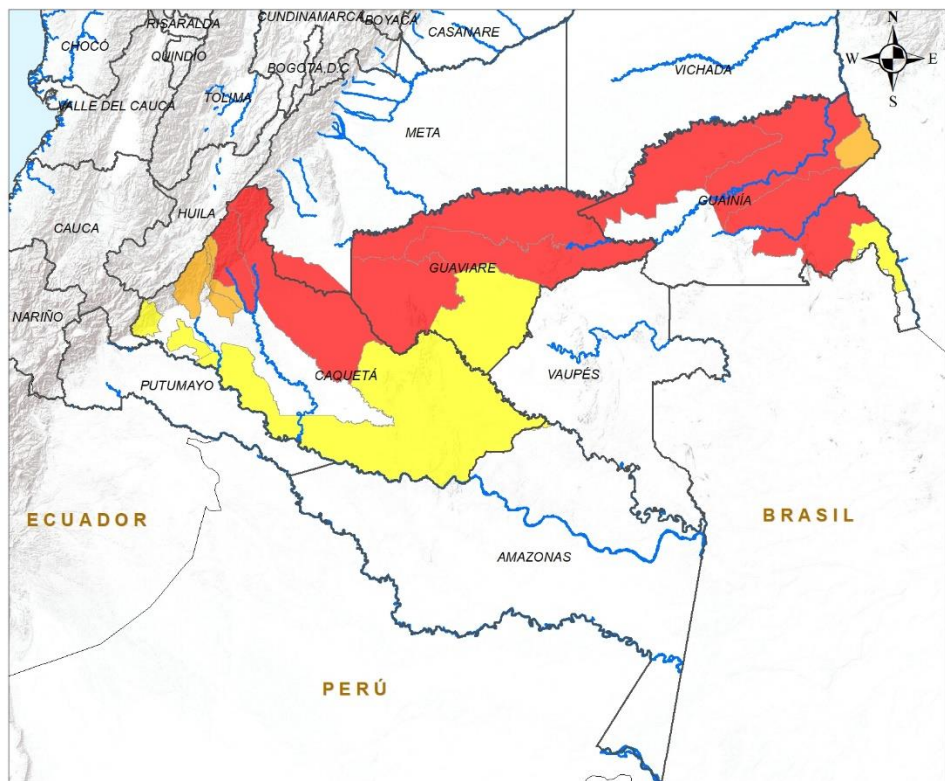 CUNDINAMARCA
BOYACÁ
RISARALDA
CASANARE
N
CHOCÓ
QUINDIO
BOGOTÁ, D.C
W
E
VICHADA
VALLE DEL CAUCA
TOLIMA
S
META
HUILA
GUAINÍA
CAUCA
GUAVIARE
NARIÑO
CAQUETÁ
VAUPÉS
PUTUMAYO
ECUADOR
BRASIL
AMAZONAS
PERÚ